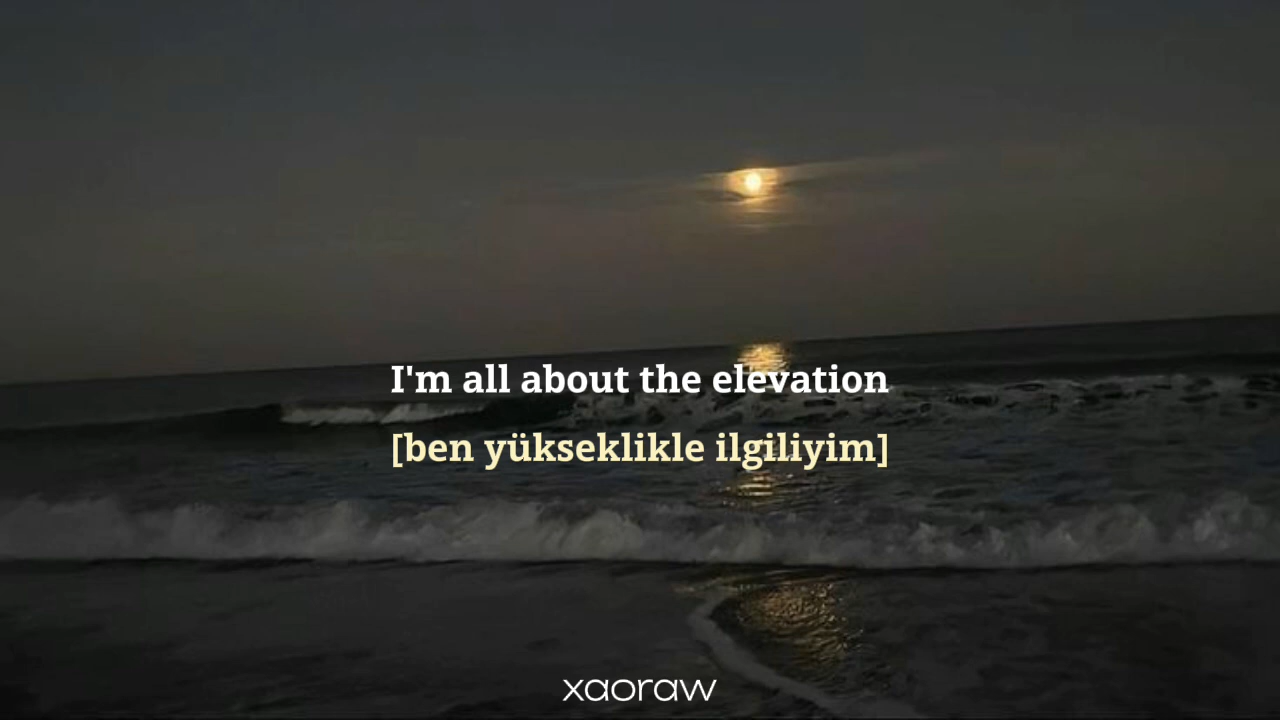 I'm all about the elevation
[ben yükseklikle ilgiliyim]
xaoraw